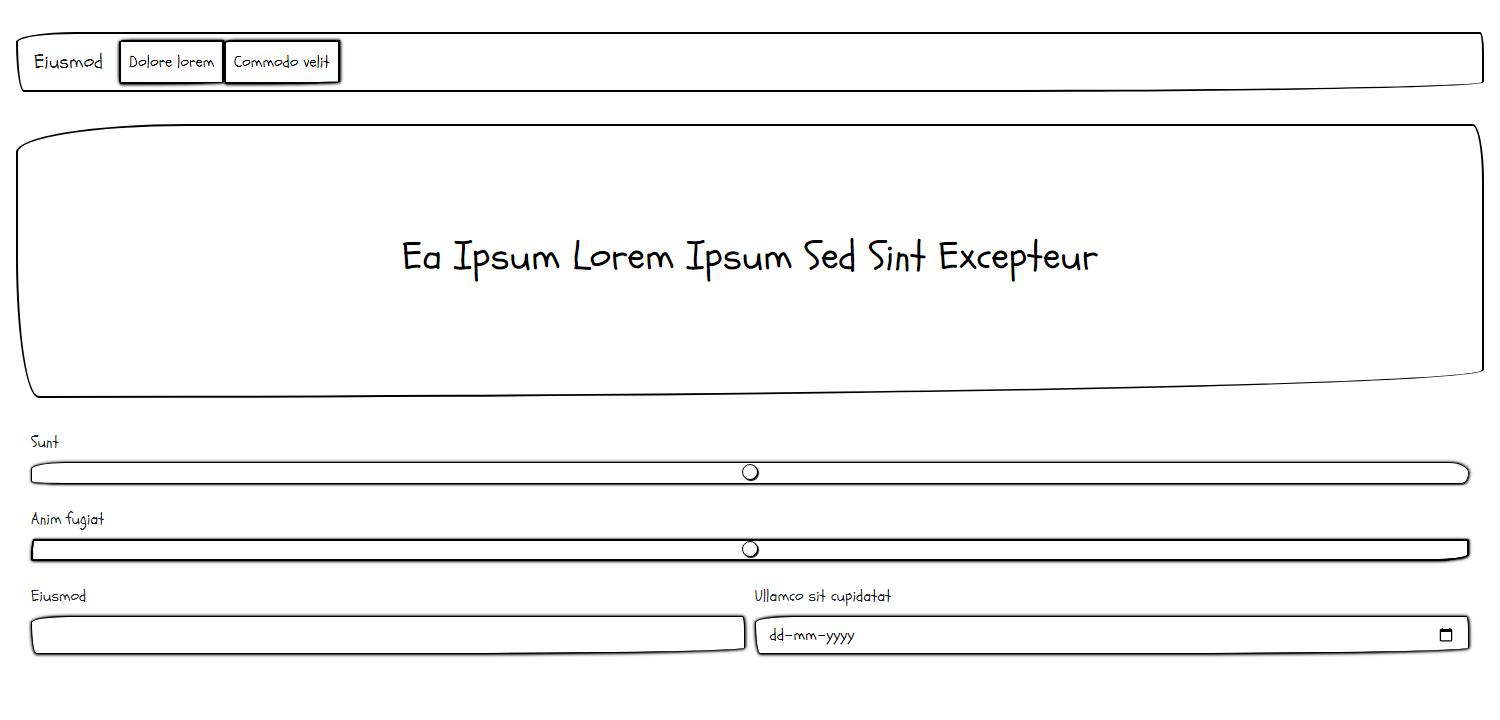 Eiusmod Dolore lorem Commodo velit
Ea Ipsum Lorem Ipsum Sed Sint Excepteur
Sunt
Anim fugiat
Eiusmod Ullamco sit cupidatat
dd-mm-yyyy